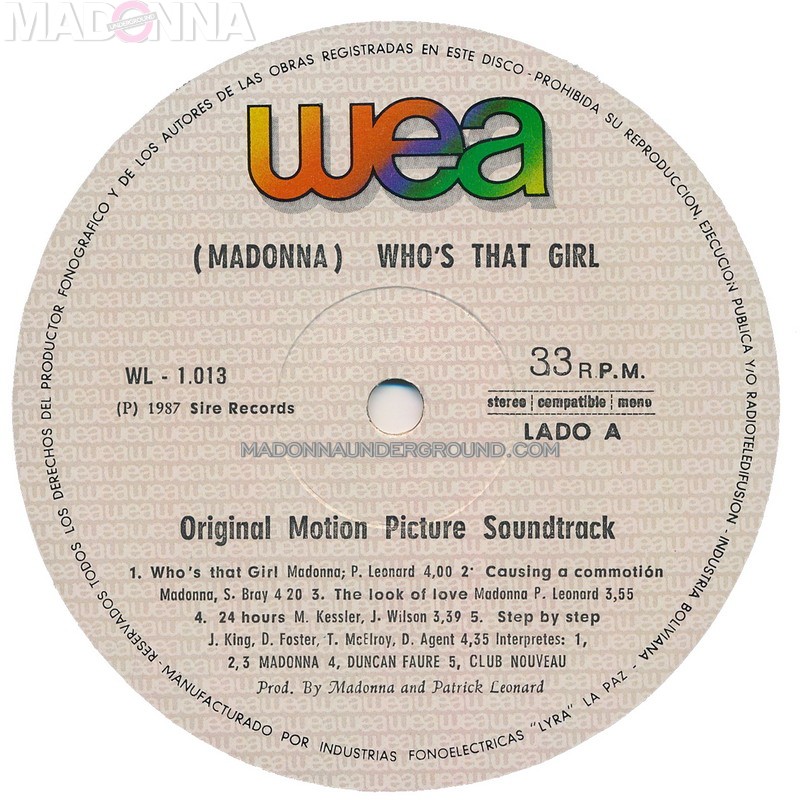 MADONNA
UNDERGROUND
RESERVADOS TODOS LOS DERECHOS DEL PRODUCTOR FONOGRAFICO Y DE LOS AUTORES DE LAS OBRAS REGISTRADAS EN ESTE DISCO - PROHIBIDA SU REPRODUCCION, EJECUCION PUBLICA Y/O RADIOTELEDIFUSION - INDUSTRIA BOLIVIANA
wea
(MADONNA) WHO'S THAT GIRL
WL - 1.013
(P) 1987 Sire Records
33 R.P.M.
stereo | compatible | mono
LADO A
MADONNAUNDERGROUND.COM
Original Motion Picture Soundtrack
1. Who's that Girl Madonna; P. Leonard 4,00 2· Causing a commotión
Madonna, S. Bray 4 20 3. The look of love Madonna P. Leonard 3,55
4. 24 hours M. Kessler, J. Wilson 3,39 5. Step by step
J. King, D. Foster, T. McElroy, D. Agent 4,35 Interpretes: 1,
2,3 MADONNA 4, DUNCAN FAURE 5, CLUB NOUVEAU
Prod. By Madonna and Patrick Leonard
- MANUFACTURADO POR INDUSTRIAS FONOELECTRICAS "LYRA" LA PAZ -